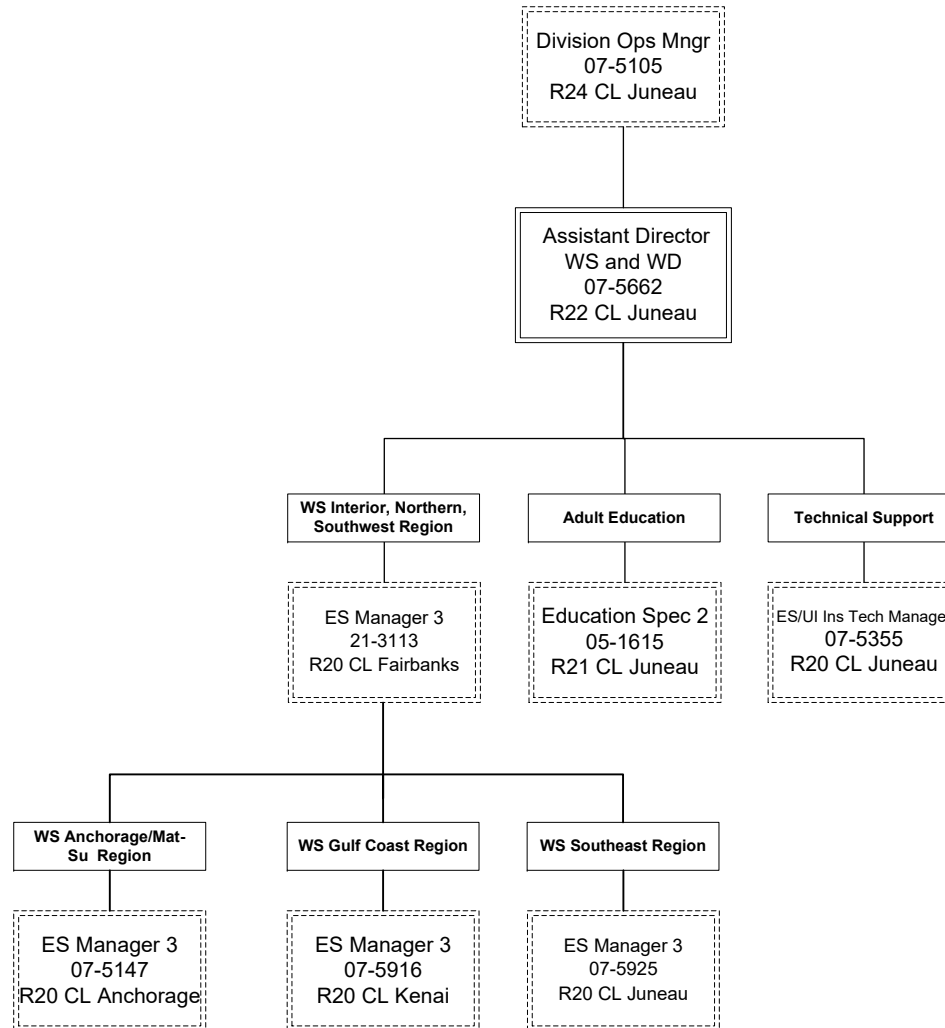 Division Ops Mngr
07-5105
R24 CL Juneau
Assistant Director
WS and WD
07-5662
R22 CL Juneau
WS Interior, Northern,
Southwest Region
Adult Education
Technical Support
ES Manager 3
21-3113
R20 CL Fairbanks
Education Spec 2
05-1615
R21 CL Juneau
ES/UI Ins Tech Manage
07-5355
R20 CL Juneau
WS Anchorage/Mat-
Su Region
WS Gulf Coast Region
WS Southeast Region
ES Manager 3
07-5147
R20 CL Anchorage
ES Manager 3
07-5916
R20 CL Kenai
ES Manager 3
07-5925
R20 CL Juneau